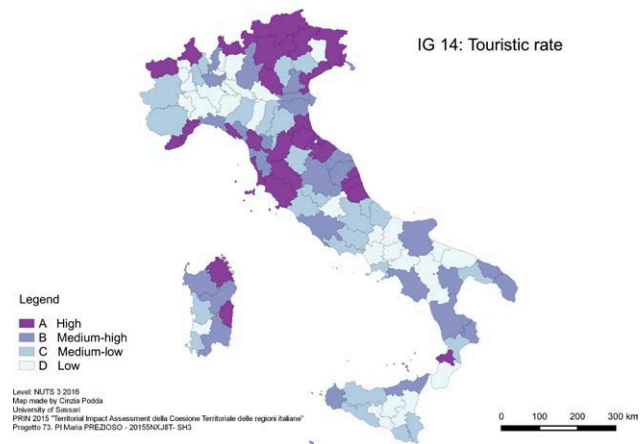 IG 14: Touristic rate
Legend
A High
B Medium-high
C Medium-low
D Low
Level: NUTS 3 2016
Map made by Cinzia Podda
University of Sassari
PRIN 2015 "Territorial Impact Assessment della Coesione Territoriale delle regioni italiane"
Progetto 73. PI Maria PREZIOSO - 20155NXJ8T- SH3
0 100 200 300 km